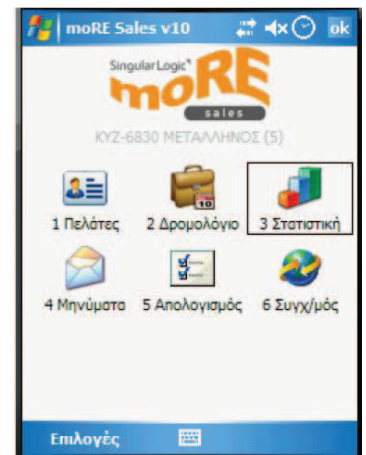 moRE Sales v10 ok
SingularLogic
moRE
sales
ΚΥΖ-6830 ΜΕΤΑΛΛΗΝΟΣ (5)
1 Πελάτες 2 Δρομολόγιο 3 Στατιστική
10
4 Μηνύματα 5 Απολογισμός 6 Συγχ/μός
Επιλογές